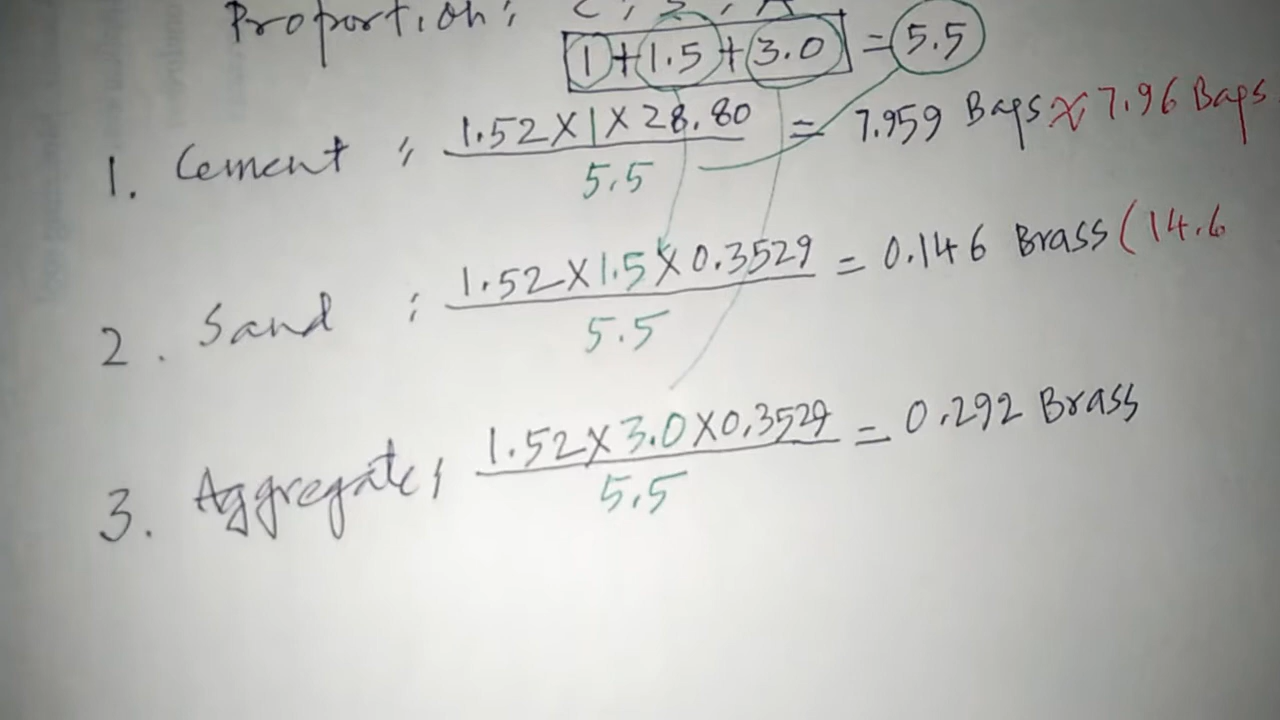 Proportion: C : S : A
1 + 1.5 + 3.0 = 5.5
1. Cement : 1.52 X 1 X 28.80 / 5.5 = 7.959 Bags ≈ 7.96 Bags
2. Sand : 1.52 X 1.5 X 0.3529 / 5.5 = 0.146 Brass (14.6
3. Aggregate : 1.52 X 3.0 X 0.3529 / 5.5 = 0.292 Brass